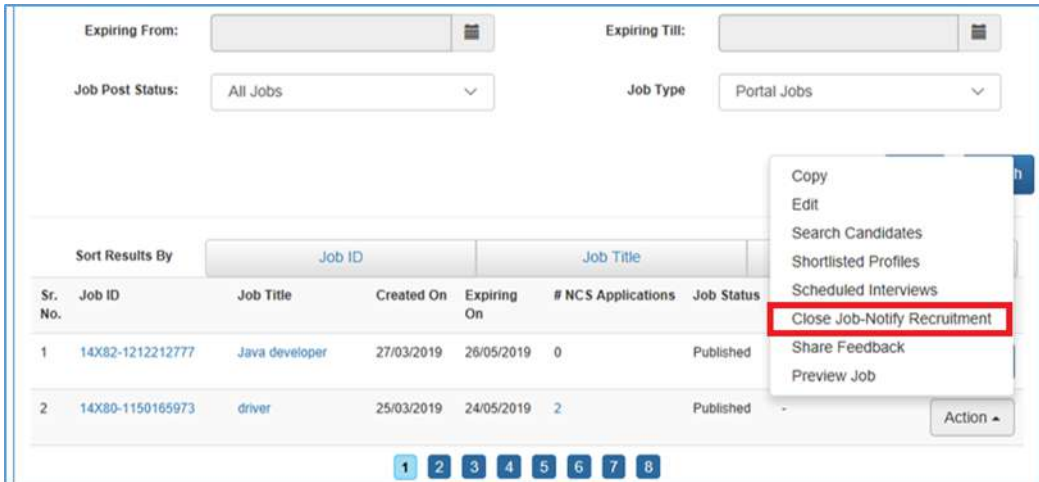 Expiring From: Expiring Till:
Job Post Status: All Jobs Job Type Portal Jobs
h
Copy
Edit
Search Candidates
Shortlisted Profiles
Scheduled Interviews
Close Job-Notify Recruitment
Share Feedback
Preview Job
Sort Results By Job ID Job Title
Sr. No. Job ID Job Title Created On Expiring On # NCS Applications Job Status
1 14X82-1212212777 Java developer 27/03/2019 26/05/2019 0 Published
2 14X80-1150165973 driver 25/03/2019 24/05/2019 2 Published - Action
1 2 3 4 5 6 7 8